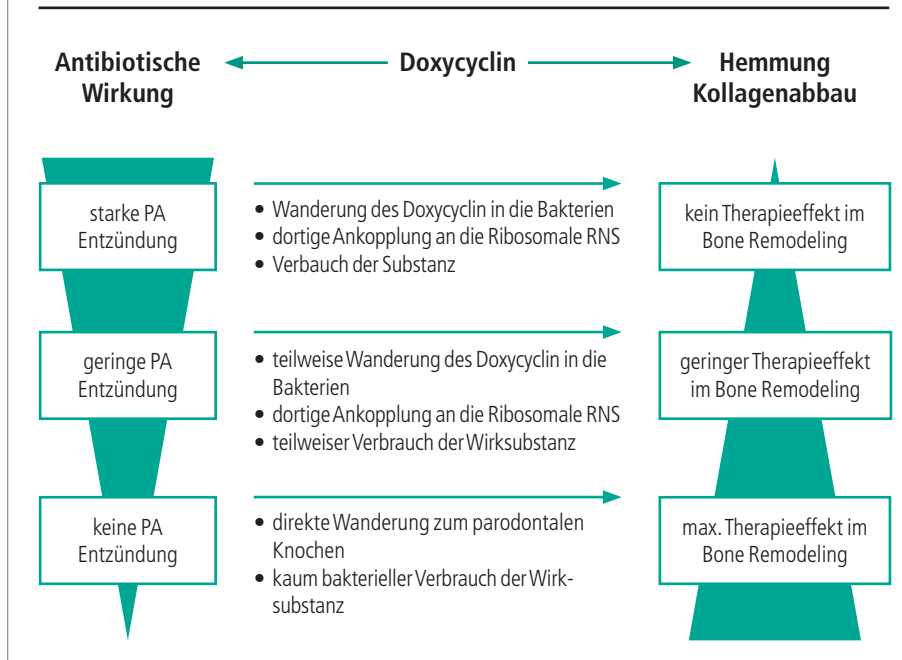 Antibiotische
Wirkung
Doxycyclin
Hemmung
Kollagenabbau
starke PA
Entzündung
• Wanderung des Doxycyclin in die Bakterien
• dortige Ankopplung an die Ribosomale RNS
• Verbauch der Substanz
kein Therapieeffekt im
Bone Remodeling
geringe PA
Entzündung
• teilweise Wanderung des Doxycyclin in die
Bakterien
• dortige Ankopplung an die Ribosomale RNS
• teilweiser Verbrauch der Wirksubstanz
geringer Therapieeffekt
im Bone Remodeling
keine PA
Entzündung
• direkte Wanderung zum parodontalen
Knochen
• kaum bakterieller Verbrauch der Wirk-
substanz
max. Therapieeffekt im
Bone Remodeling